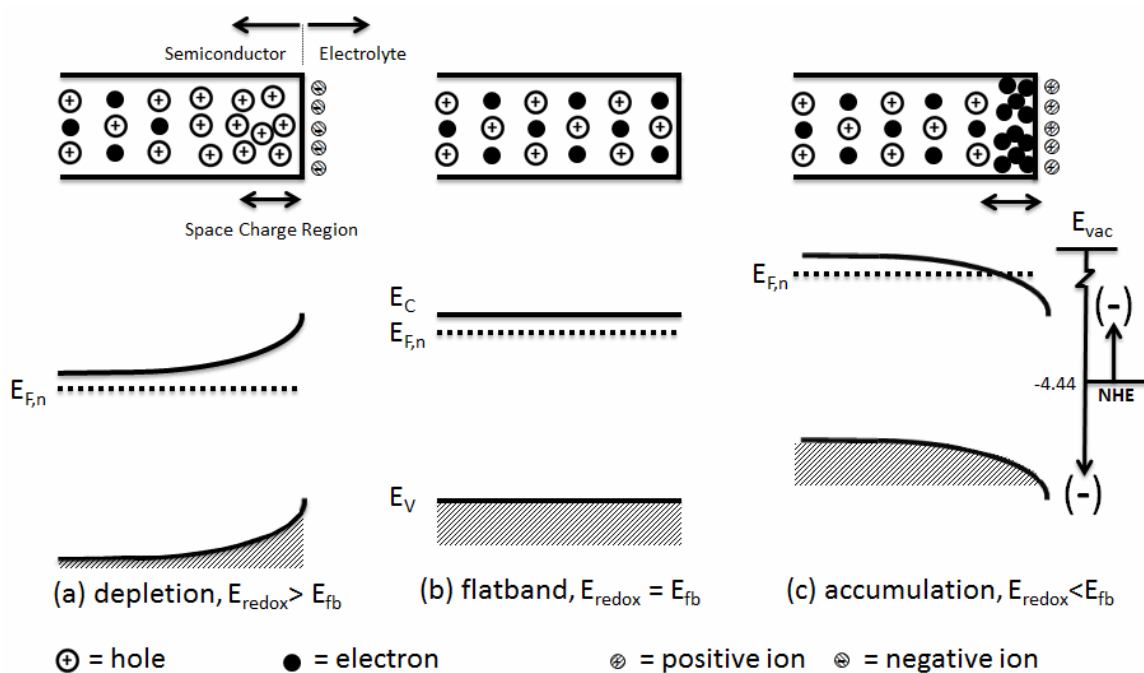 Semiconductor Electrolyte
Space Charge Region
E_F,n
(a) depletion, E_redox> E_fb
E_C
E_F,n
E_V
(b) flatband, E_redox = E_fb
E_vac
E_F,n
(-)
-4.44
NHE
(-)
(c) accumulation, E_redox<E_fb
= hole = electron = positive ion = negative ion